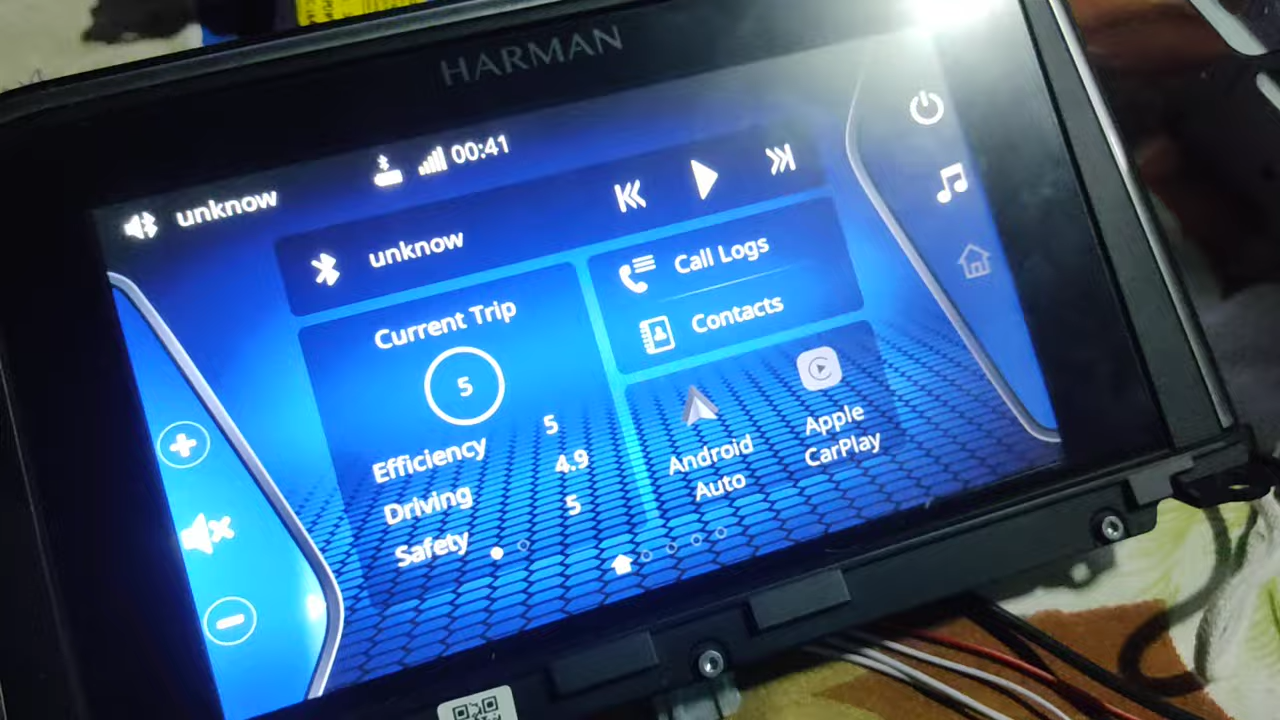 HARMAN
unknow
00:41
unknow
Current Trip
5
Efficiency 5
Driving 4.9
Safety 5
Call Logs
Contacts
Android
Auto
Apple
CarPlay